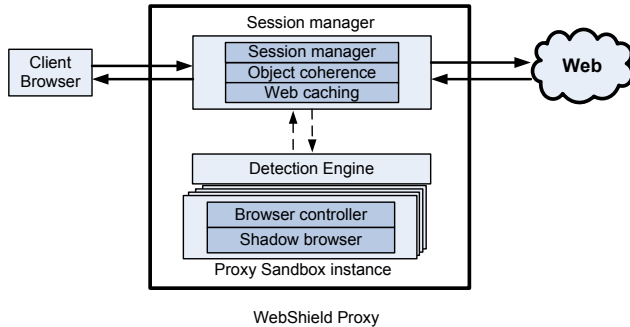 Session manager
Client
Browser
Session manager
Object coherence
Web caching
Web
Detection Engine
Browser controller
Shadow browser
Proxy Sandbox instance
WebShield Proxy